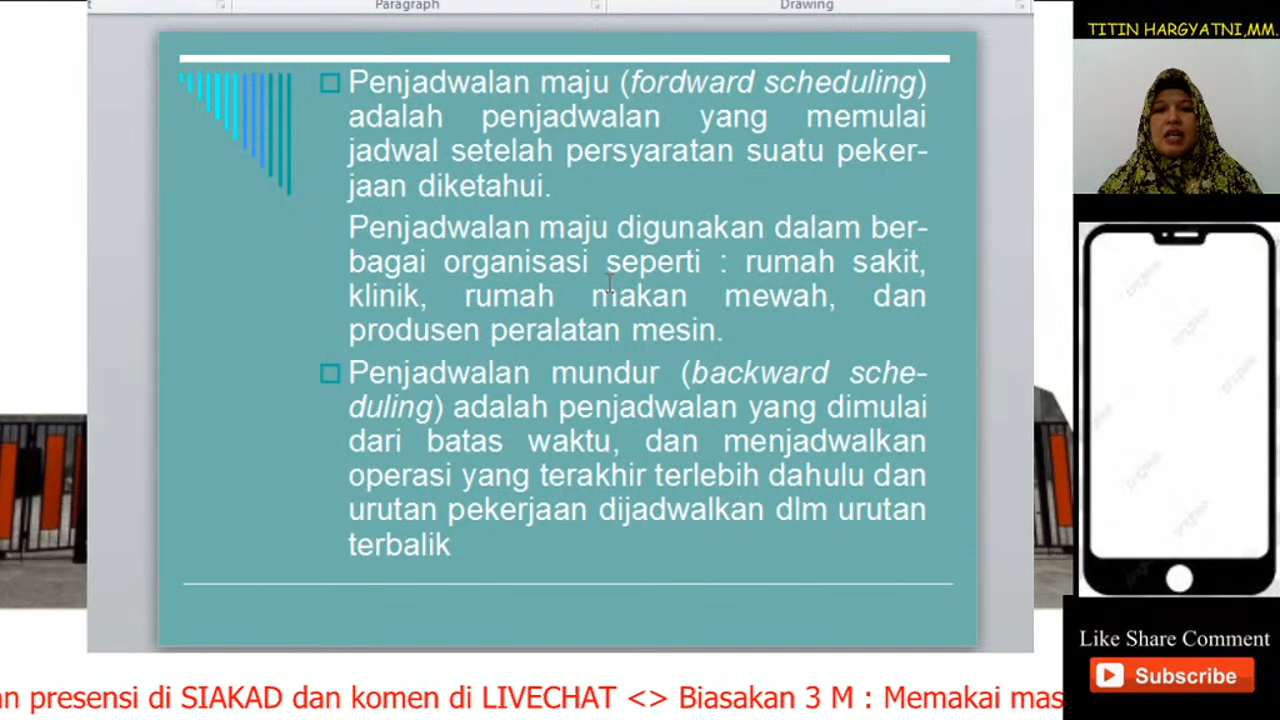 Paragraph
Drawing
TITIN HARGYATNI,MM.
Penjadwalan maju (fordward scheduling)
adalah penjadwalan yang memulai
jadwal setelah persyaratan suatu peker-
jaan diketahui.
Penjadwalan maju digunakan dalam ber-
bagai organisasi seperti : rumah sakit,
klinik, rumah makan mewah, dan
produsen peralatan mesin.
Penjadwalan mundur (backward sche-
duling) adalah penjadwalan yang dimulai
dari batas waktu, dan menjadwalkan
operasi yang terakhir terlebih dahulu dan
urutan pekerjaan dijadwalkan dlm urutan
terbalik
Like Share Comment
Subscribe
an presensi di SIAKAD dan komen di LIVECHAT <> Biasakan 3 M : Memakai mas